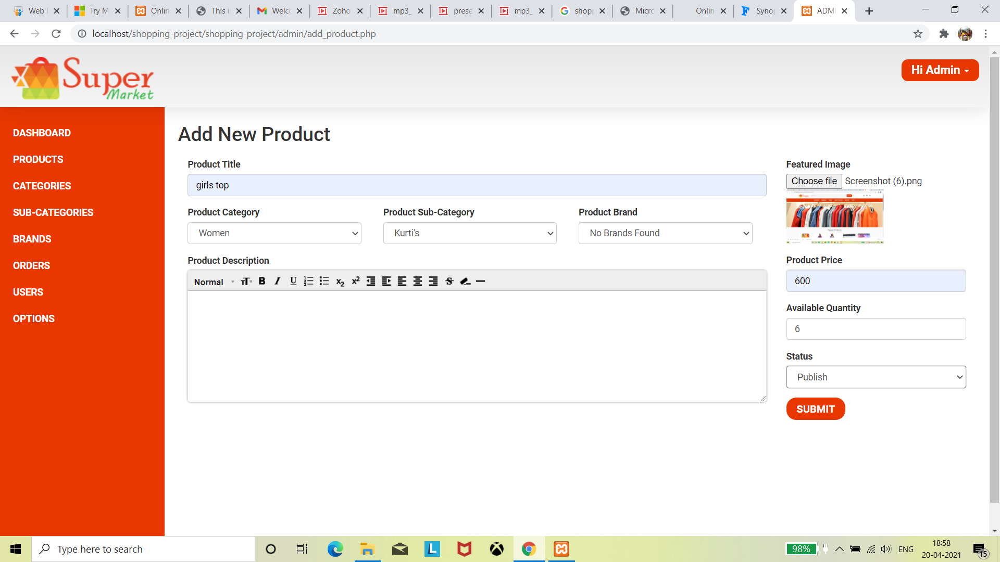 Web
Try M
Onlin
This i
Welc
Zoho
mp3_
prese
mp3_
shop
Micro
Onlin
Synop
ADM
localhost/shopping-project/shopping-project/admin/add_product.php
Super
Market
Hi Admin
DASHBOARD
PRODUCTS
CATEGORIES
SUB-CATEGORIES
BRANDS
ORDERS
USERS
OPTIONS
Add New Product
Product Title
girls top
Product Category
Women
Product Sub-Category
Kurti's
Product Brand
No Brands Found
Product Description
Normal
Featured Image
Choose file Screenshot (6).png
Product Price
600
Available Quantity
6
Status
Publish
SUBMIT
Type here to search
98%
ENG
18:58
20-04-2021
15